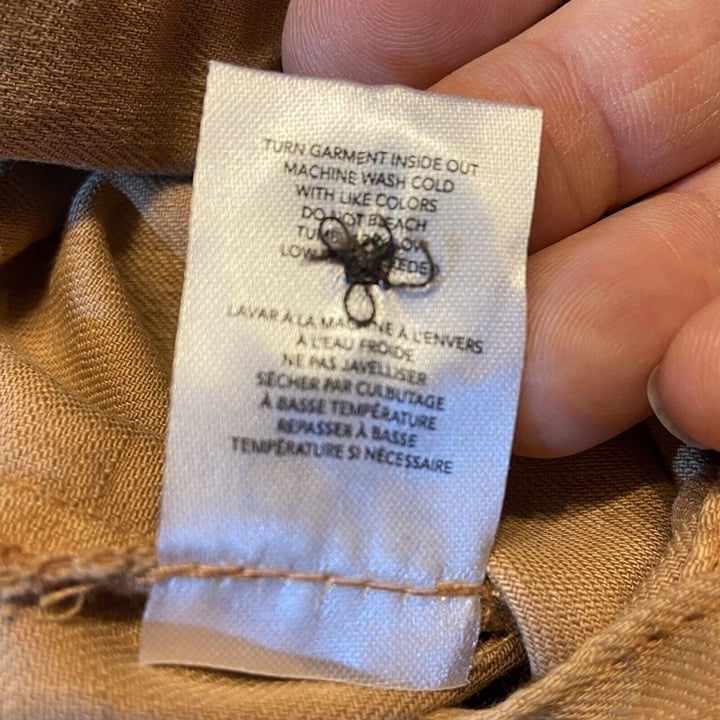 TURN GARMENT INSIDE OUT
MACHINE WASH COLD
WITH LIKE COLORS
DO NOT BLEACH
LOW
LAVAR À LA MACHINE À L'ENVERS
À L'EAU FROIDE
NE PAS JAVELLISER
SÉCHER PAR CULBUTAGE
À BASSE TEMPÉRATURE
REPASSER À BASSE
TEMPÉRATURE SI NÉCESSAIRE